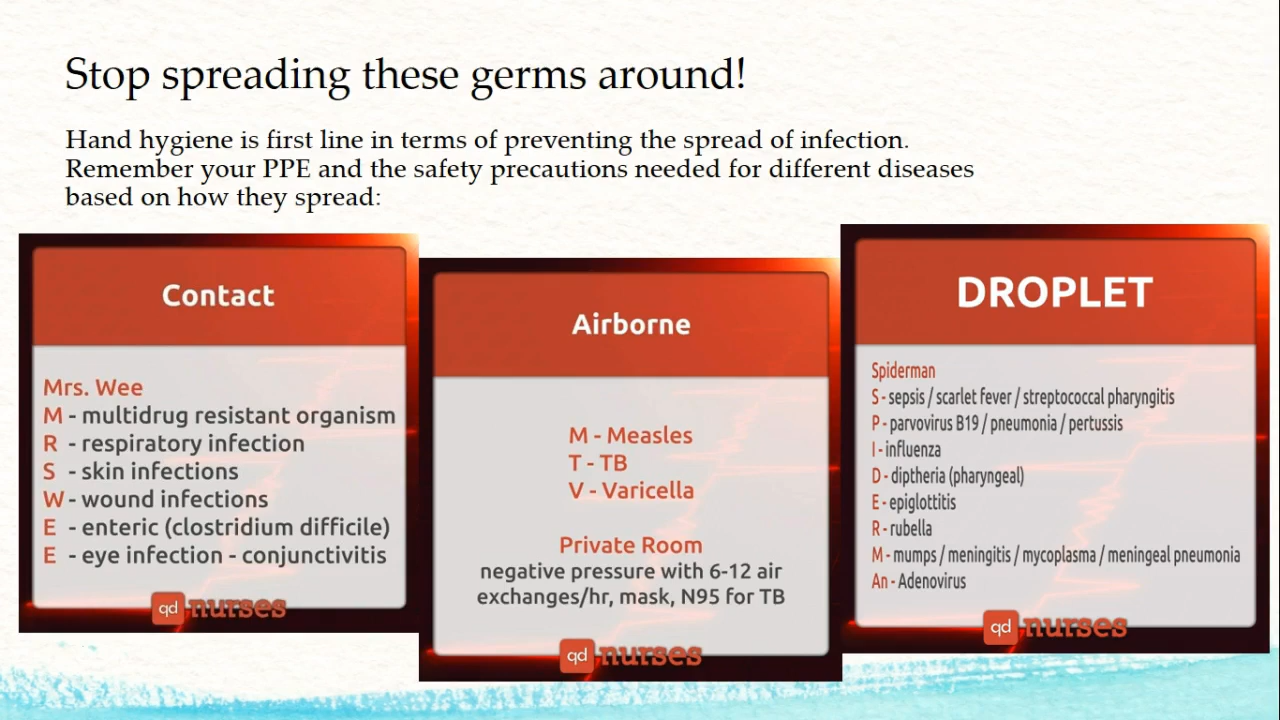 Stop spreading these germs around!
Hand hygiene is first line in terms of preventing the spread of infection.
Remember your PPE and the safety precautions needed for different diseases
based on how they spread:
Contact
Mrs. Wee
M - multidrug resistant organism
R - respiratory infection
S - skin infections
W - wound infections
E - enteric (clostridium difficile)
E - eye infection - conjunctivitis
qd nurses
Airborne
M - Measles
T - TB
V - Varicella
Private Room
negative pressure with 6-12 air
exchanges/hr, mask, N95 for TB
qd nurses
DROPLET
Spiderman
S - sepsis / scarlet fever / streptococcal pharyngitis
P - parvovirus B19 / pneumonia / pertussis
I - influenza
D - diptheria (pharyngeal)
E - epiglottitis
R - rubella
M - mumps / meningitis / mycoplasma / meningeal pneumonia
An - Adenovirus
qd nurses